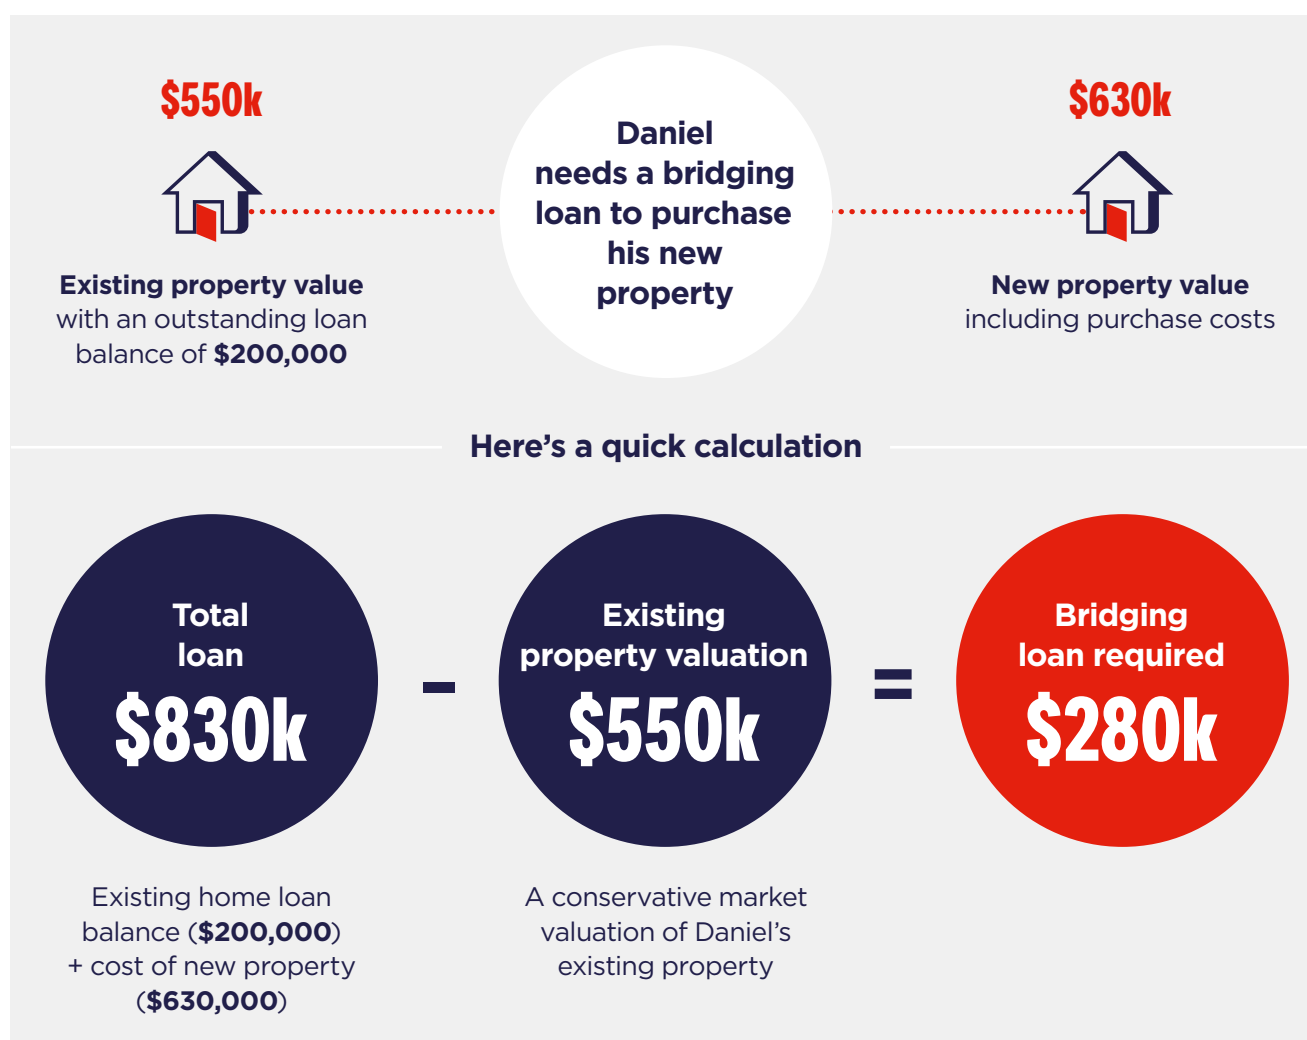 $550k
Existing property value
with an outstanding loan
balance of $200,000
Daniel
needs a bridging
loan to purchase
his new
property
$630k
New property value
including purchase costs
Here’s a quick calculation
Total
loan
$830k
Existing home loan
balance ($200,000)
+ cost of new property
($630,000)
-
Existing
property valuation
$550k
A conservative market
valuation of Daniel’s
existing property
=
Bridging
loan required
$280k